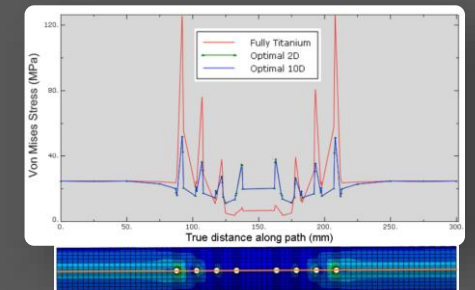 Von Mises Stress (MPa)
120.
80.
40.
0.
Fully Titanium
Optimal 2D
Optimal 10D
0. 50. 100. 150. 200. 250. 300.
True distance along path (mm)